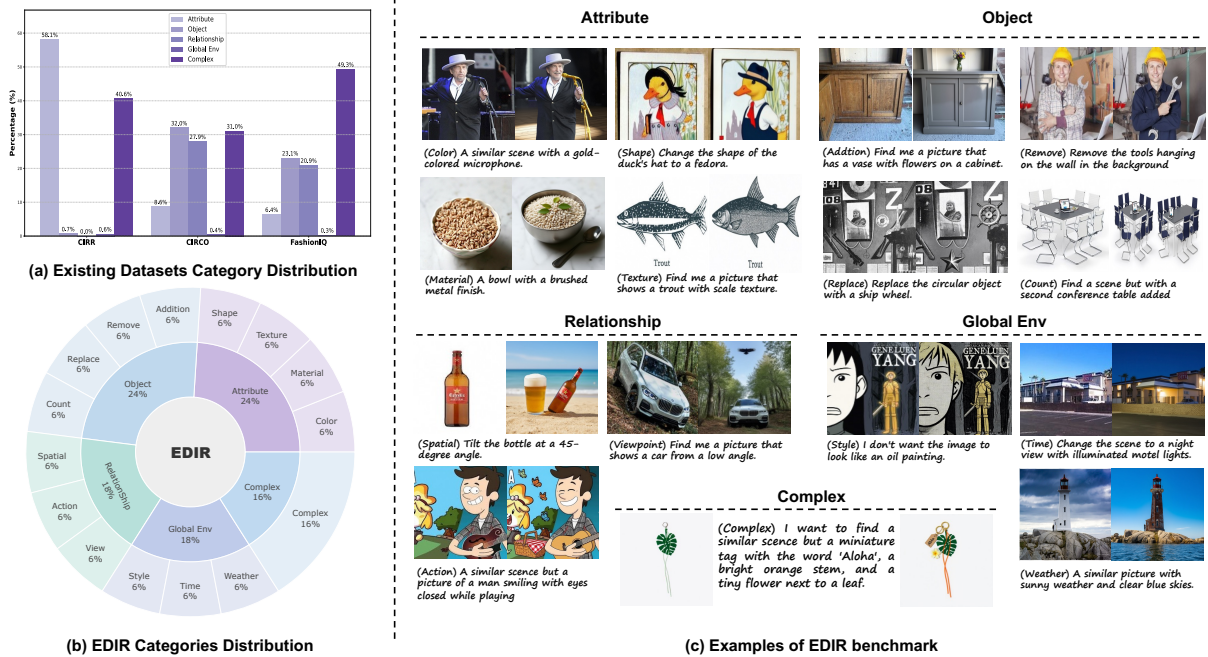 Attribute
Object
Relationship
Global Env
Complex
Percentage (%)
60
50
40
30
20
10
0
58.1%
0.7%
0.0%
0.6%
40.6%
8.6%
32.0%
27.9%
0.4%
31.0%
6.4%
23.1%
20.9%
0.3%
49.3%
CIRR
CIRCO
FashionIQ
(a) Existing Datasets Category Distribution
EDIR
Object
24%
Attribute
24%
Complex
16%
Global Env
18%
RelationShip
18%
Addition
6%
Shape
6%
Texture
6%
Material
6%
Color
6%
Complex
16%
Weather
6%
Time
6%
Style
6%
View
6%
Action
6%
Spatial
6%
Count
6%
Replace
6%
Remove
6%
(b) EDIR Categories Distribution
Attribute
(Color) A similar scene with a gold-
colored microphone.
(Shape) Change the shape of the
duck's hat to a fedora.
(Material) A bowl with a brushed
metal finish.
Trout
Trout
(Texture) Find me a picture that
shows a trout with scale texture.
Object
(Addtion) Find me a picture that
has a vase with flowers on a cabinet.
(Remove) Remove the tools hanging
on the wall in the background
08
Z
08
Z
(Replace) Replace the circular object
with a ship wheel.
(Count) Find a scene but with a
second conference table added
Relationship
(Spatial) Tilt the bottle at a 45-
degree angle.
(Viewpoint) Find me a picture that
shows a car from a low angle.
(Action) A similar scence but a
picture of a man smiling with eyes
closed while playing
Global Env
GENE LUEN
YANG
GENE LUEN
YANG
(Style) I don't want the image to
look like an oil painting.
(Time) Change the scene to a night
view with illuminated motel lights.
(Weather) A similar picture with
sunny weather and clear blue skies.
Complex
(Complex) I want to find a
similar scence but a miniature
tag with the word 'Aloha', a
bright orange stem, and a
tiny flower next to a leaf.
(c) Examples of EDIR benchmark